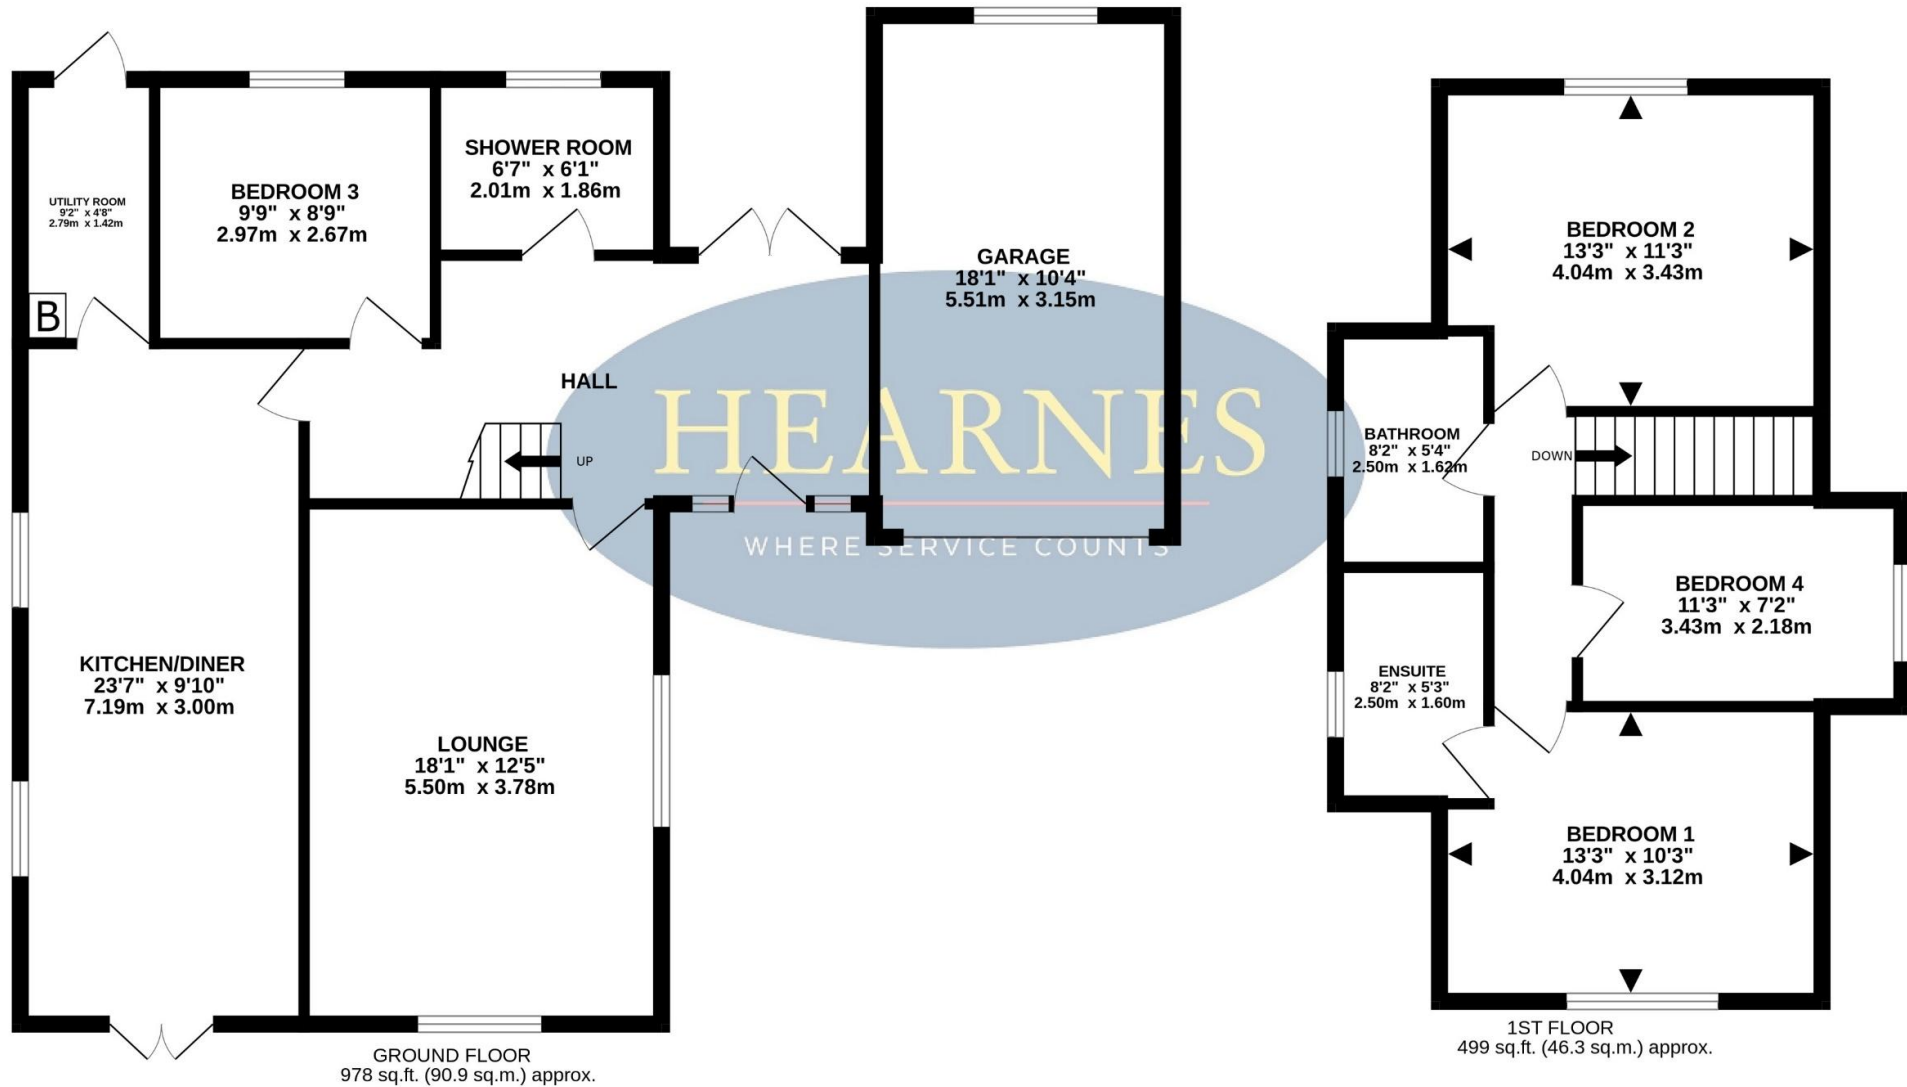 UTILITY ROOM
9'2" x 4'8"
2.79m x 1.42m
B
BEDROOM 3
9'9" x 8'9"
2.97m x 2.67m
SHOWER ROOM
6'7" x 6'1"
2.01m x 1.86m
GARAGE
18'1" x 10'4"
5.51m x 3.15m
HALL
UP
HEARNES
WHERE SERVICE COUNTS
KITCHEN/DINER
23'7" x 9'10"
7.19m x 3.00m
LOUNGE
18'1" x 12'5"
5.50m x 3.78m
GROUND FLOOR
978 sq.ft. (90.9 sq.m.) approx.
BEDROOM 2
13'3" x 11'3"
4.04m x 3.43m
BATHROOM
8'2" x 5'4"
2.50m x 1.62m
DOWN
BEDROOM 4
11'3" x 7'2"
3.43m x 2.18m
ENSUITE
8'2" x 5'3"
2.50m x 1.60m
BEDROOM 1
13'3" x 10'3"
4.04m x 3.12m
1ST FLOOR
499 sq.ft. (46.3 sq.m.) approx.